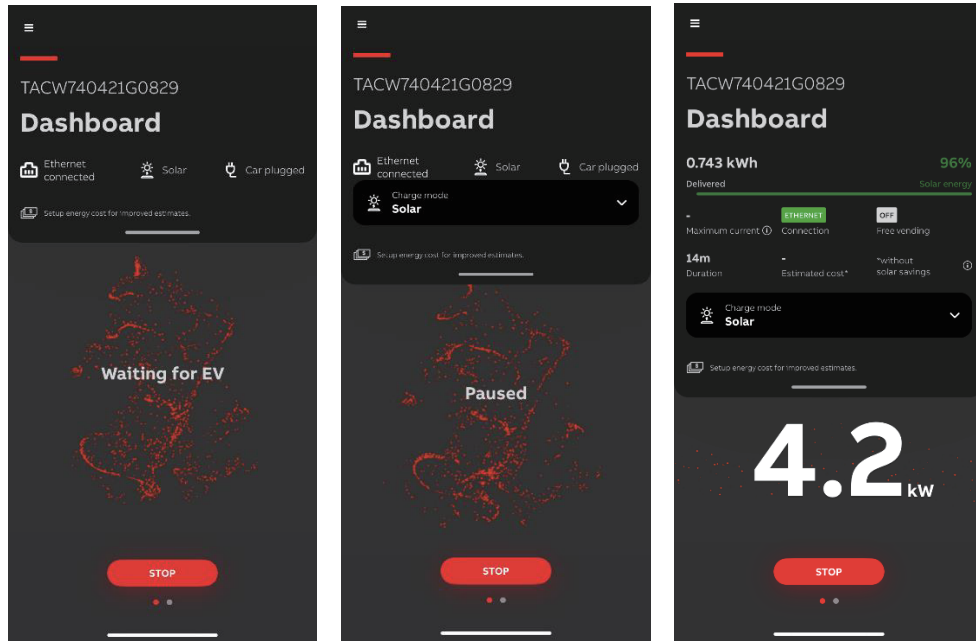 TACW740421G0829
Dashboard
Ethernet connected
Solar
Car plugged
Setup energy cost for improved estimates.
Waiting for EV
STOP
TACW740421G0829
Dashboard
Ethernet connected
Solar
Car plugged
Charge mode
Solar
Setup energy cost for improved estimates.
Paused
STOP
TACW740421G0829
Dashboard
0.743 kWh
96%
Delivered
Solar energy
-
ETHERNET
OFF
Maximum current
Connection
Free vending
14m
-
*without
solar savings
Duration
Estimated cost*
Charge mode
Solar
Setup energy cost for improved estimates.
4.2 kW
STOP